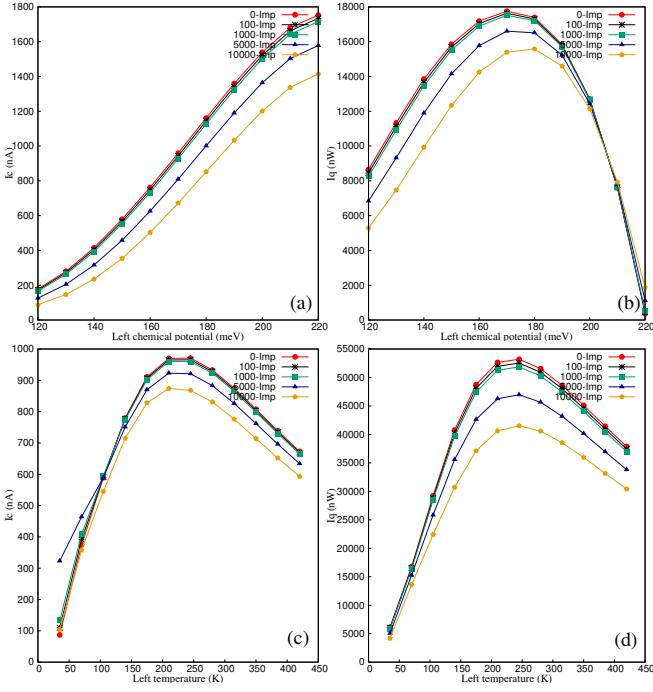 1800
1600
1400
1200
1000
800
600
400
200
0
120
140
160
180
200
220
Ic (nA)
Left chemical potential (meV)
0-Imp
100-Imp
1000-Imp
5000-Imp
10000-Imp
(a)
18000
16000
14000
12000
10000
8000
6000
4000
2000
0
120
140
160
180
200
220
Iq (nW)
Left chemical potential (meV)
0-Imp
100-Imp
1000-Imp
5000-Imp
10000-Imp
(b)
1000
900
800
700
600
500
400
300
200
100
0
0
50
100
150
200
250
300
350
400
450
Ic (nA)
Left temperature (K)
0-Imp
100-Imp
1000-Imp
5000-Imp
10000-Imp
(c)
55000
50000
45000
40000
35000
30000
25000
20000
15000
10000
5000
0
0
50
100
150
200
250
300
350
400
450
Iq (nW)
Left temperature (K)
0-Imp
100-Imp
1000-Imp
5000-Imp
10000-Imp
(d)